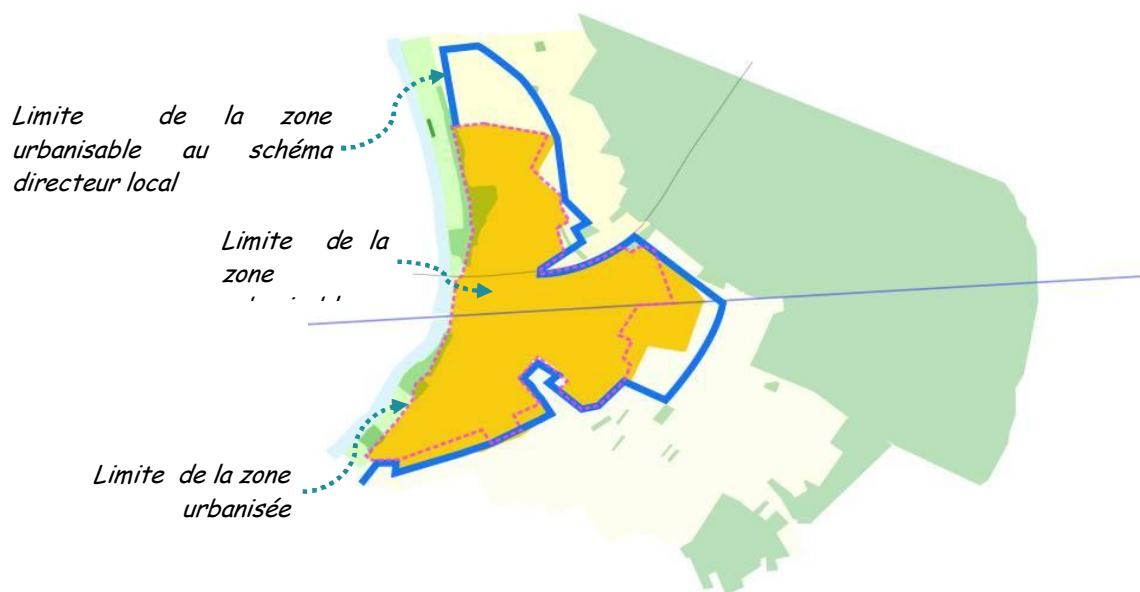 Limite de la zone
urbanisable au schéma
directeur local
Limite de la
zone
Limite de la zone
urbanisée